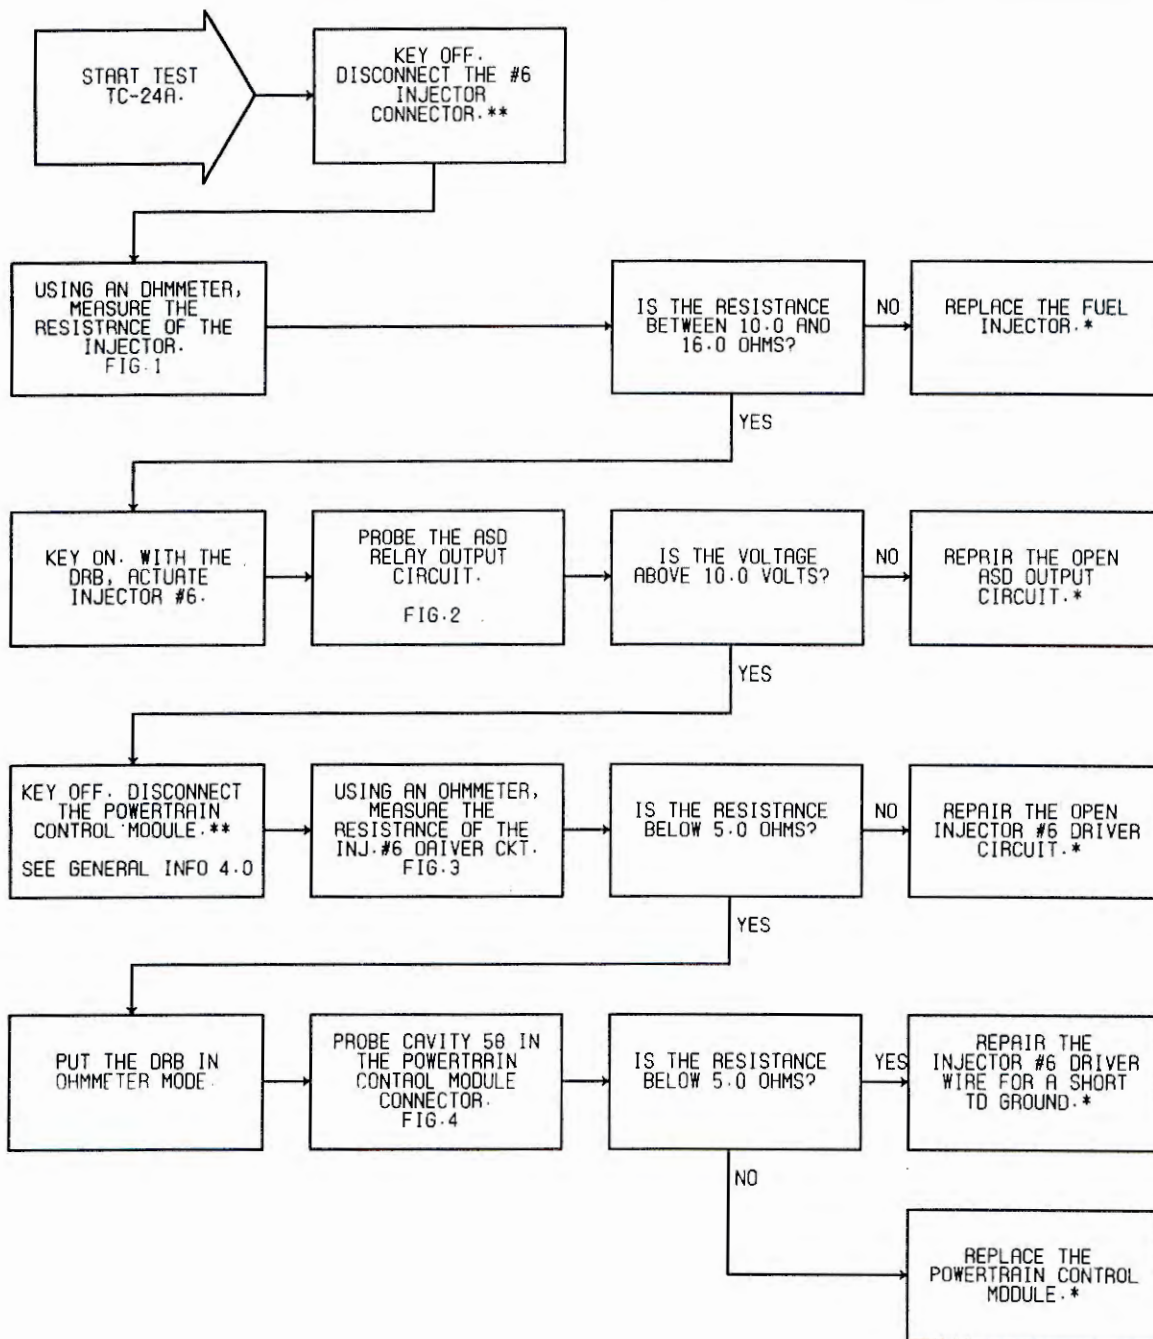 START TEST
TC-24A.
KEY OFF.
DISCONNECT THE #6
INJECTOR
CONNECTOR.**
USING AN OHMMETER,
MEASURE THE
RESISTANCE OF THE
INJECTOR.
FIG.1
IS THE RESISTANCE
BETWEEN 10.0 AND
16.0 OHMS?
NO
REPLACE THE FUEL
INJECTOR.*
YES
KEY ON. WITH THE
DRB, ACTUATE
INJECTOR #6.
PROBE THE ASD
RELAY OUTPUT
CIRCUIT.
FIG.2
IS THE VOLTAGE
ABOVE 10.0 VOLTS?
NO
REPAIR THE OPEN
ASD OUTPUT
CIRCUIT.*
YES
KEY OFF. DISCONNECT
THE POWERTRAIN
CONTROL MODULE.**
SEE GENERAL INFO 4.0
USING AN OHMMETER,
MEASURE THE
RESISTANCE OF THE
INJ.#6 DRIVER CKT.
FIG.3
IS THE RESISTANCE
BELOW 5.0 OHMS?
NO
REPAIR THE OPEN
INJECTOR #6 DRIVER
CIRCUIT.*
YES
PUT THE DRB IN
OHMMETER MODE.
PROBE CAVITY 58 IN
THE POWERTRAIN
CONTROL MODULE
CONNECTOR.
FIG.4
IS THE RESISTANCE
BELOW 5.0 OHMS?
YES
REPAIR THE
INJECTOR #6 DRIVER
WIRE FOR A SHORT
TO GROUND.*
NO
REPLACE THE
POWERTRAIN CONTROL
MODULE.*